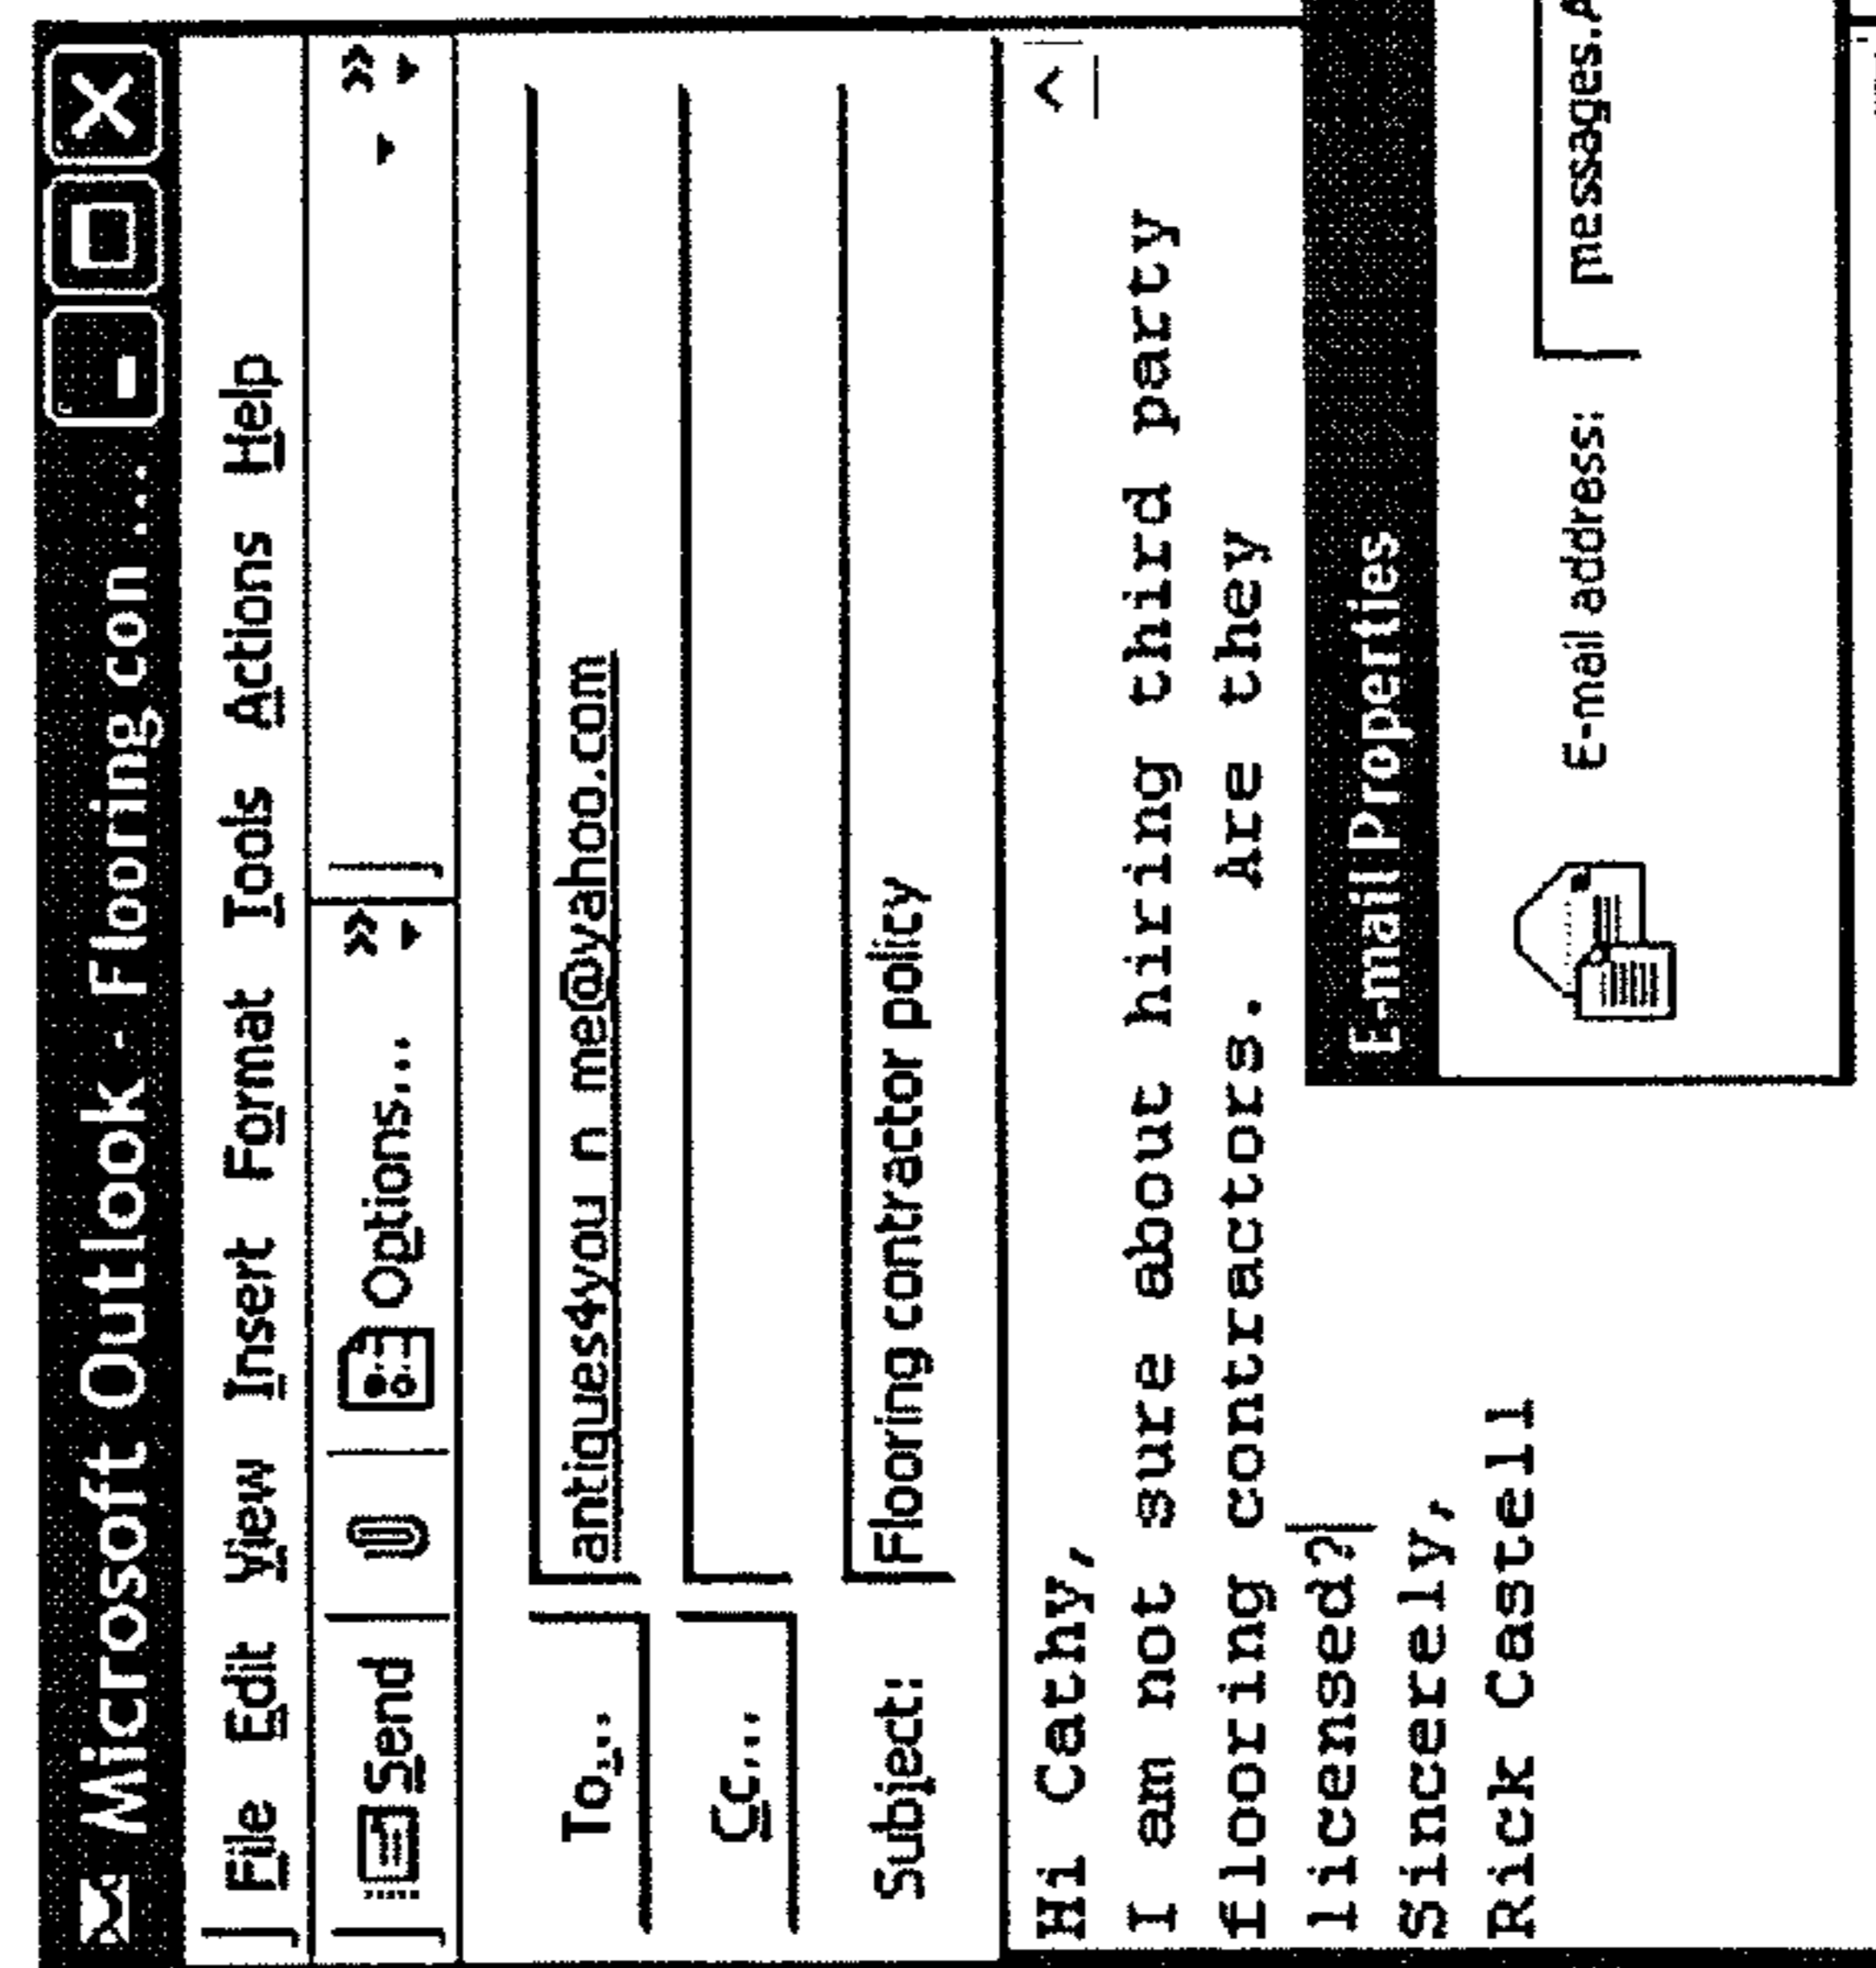 Microsoft Outlook - Flooring con ...
File Edit View Insert Format Tools Actions Help
Send Options... » »
To... antiques4you n me@yahoo.com
Cc...
Subject: Flooring contractor policy
Hi Cathy,
I am not sure about hiring third party
flooring contractors. Are they
licensed?
Sincerely,
Rick Castell
E-mail Properties
E-mail address: messages.